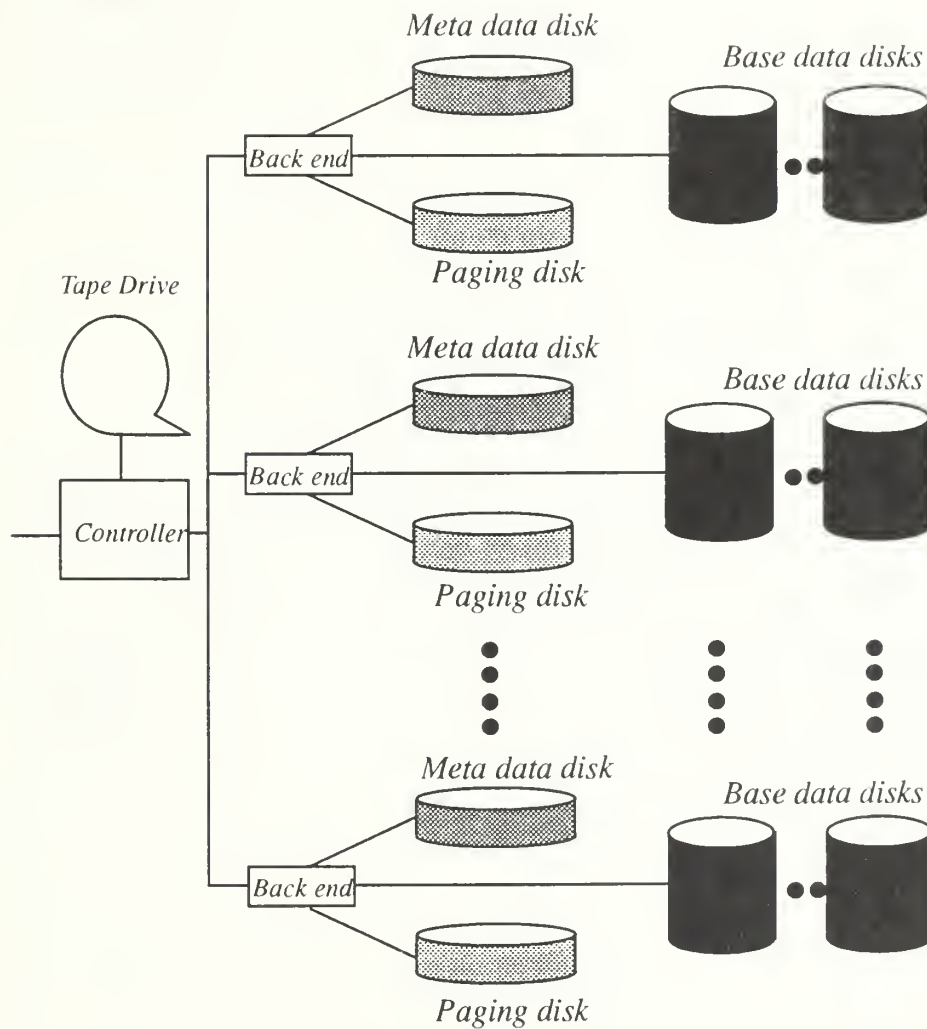 Meta data disk
Base data disks
Back end
Paging disk
Tape Drive
Meta data disk
Base data disks
Back end
Controller
Paging disk
Meta data disk
Base data disks
Back end
Paging disk